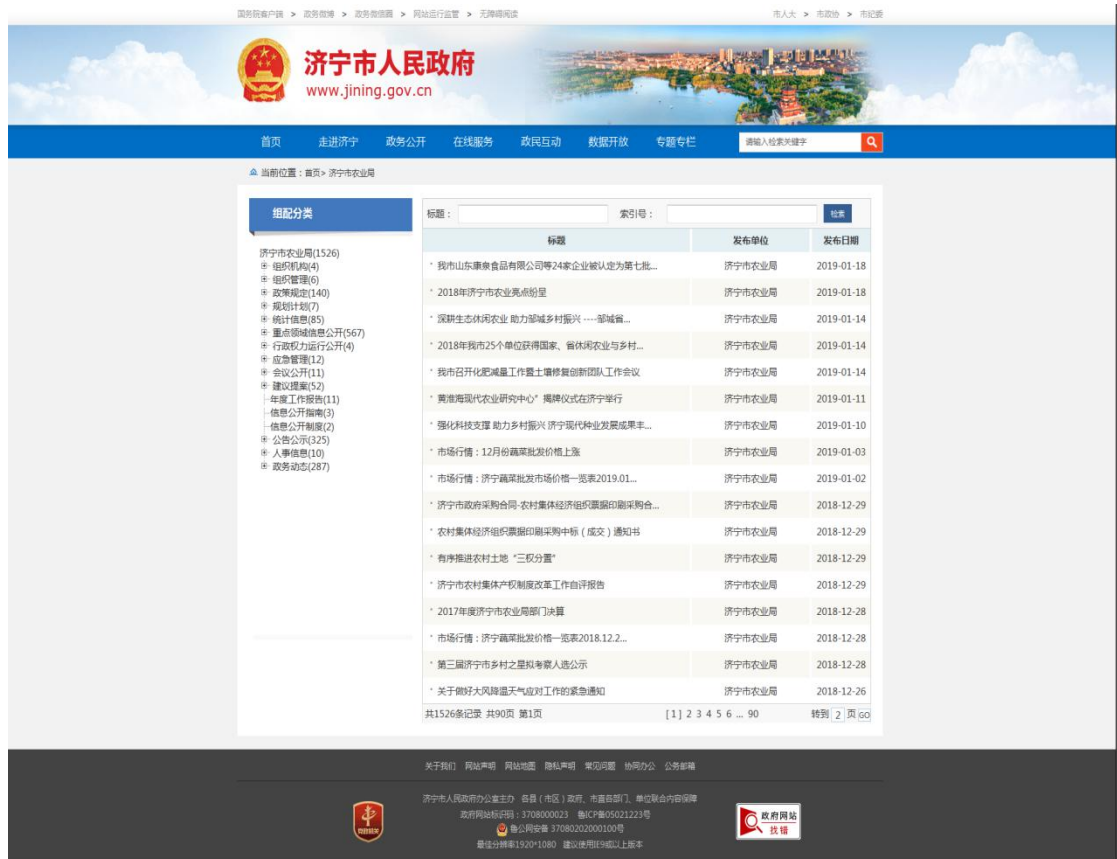 国务院客户端 > 政务微博 > 政务微信圈 > 网站运行监管 > 无障碍阅读 市人大 > 市政协 > 市纪委
济宁市人民政府
www.jining.gov.cn
首页 走进济宁 政务公开 在线服务 政民互动 数据开放 专题专栏 请输入检索关键字
当前位置：首页> 济宁市农业局
组配分类
标题： 索引号： 检索
标题 发布单位 发布日期
济宁市农业局(1526)
组织机构(4)
组织管理(6)
政策规定(140)
规划计划(7)
统计信息(85)
重点领域信息公开(567)
行政权力运行公开(4)
应急管理(12)
会议公开(11)
建议提案(52)
年度工作报告(11)
信息公开指南(3)
信息公开制度(2)
公告公示(325)
人事信息(10)
政务动态(287)
我市山东康泉食品有限公司等24家企业被认定为第七批... 济宁市农业局 2019-01-18
2018年济宁市农业亮点纷呈 济宁市农业局 2019-01-18
深耕生态休闲农业 助力邹城乡村振兴 ----邹城省... 济宁市农业局 2019-01-14
2018年我市25个单位获得国家、省休闲农业与乡村... 济宁市农业局 2019-01-14
我市召开化肥减量工作暨土壤修复创新团队工作会议 济宁市农业局 2019-01-14
黄淮海现代农业研究中心”揭牌仪式在济宁举行 济宁市农业局 2019-01-11
强化科技支撑 助力乡村振兴 济宁现代种业发展成果丰... 济宁市农业局 2019-01-10
市场行情：12月份蔬菜批发价格上涨 济宁市农业局 2019-01-03
市场行情：济宁蔬菜批发市场价格一览表2019.01... 济宁市农业局 2019-01-02
济宁市政府采购合同-农村集体经济组织票据印刷采购合... 济宁市农业局 2018-12-29
农村集体经济组织票据印刷采购中标（成交）通知书 济宁市农业局 2018-12-29
有序推进农村土地“三权分置” 济宁市农业局 2018-12-29
济宁市农村集体产权制度改革工作自评报告 济宁市农业局 2018-12-29
2017年度济宁市农业局部门决算 济宁市农业局 2018-12-28
市场行情：济宁蔬菜批发价格一览表2018.12.2... 济宁市农业局 2018-12-28
第三届济宁市乡村之星拟考察人选公示 济宁市农业局 2018-12-28
关于做好大风降温天气应对工作的紧急通知 济宁市农业局 2018-12-26
共1526条记录 共90页 第1页 [1] 2 3 4 5 6 ... 90 转到 2 页 GO
关于我们 网站声明 网站地图 隐私声明 常见问题 协同办公 公务邮箱
济宁市人民政府办公室主办 各县（市区）政府、市直各部门、单位联合内容保障
政府网站标识码：3708000023 鲁ICP备05021223号
鲁公网安备 37080202000100号
最佳分辨率1920*1080 建议使用IE9或以上版本
党政机关
政府网站
找错